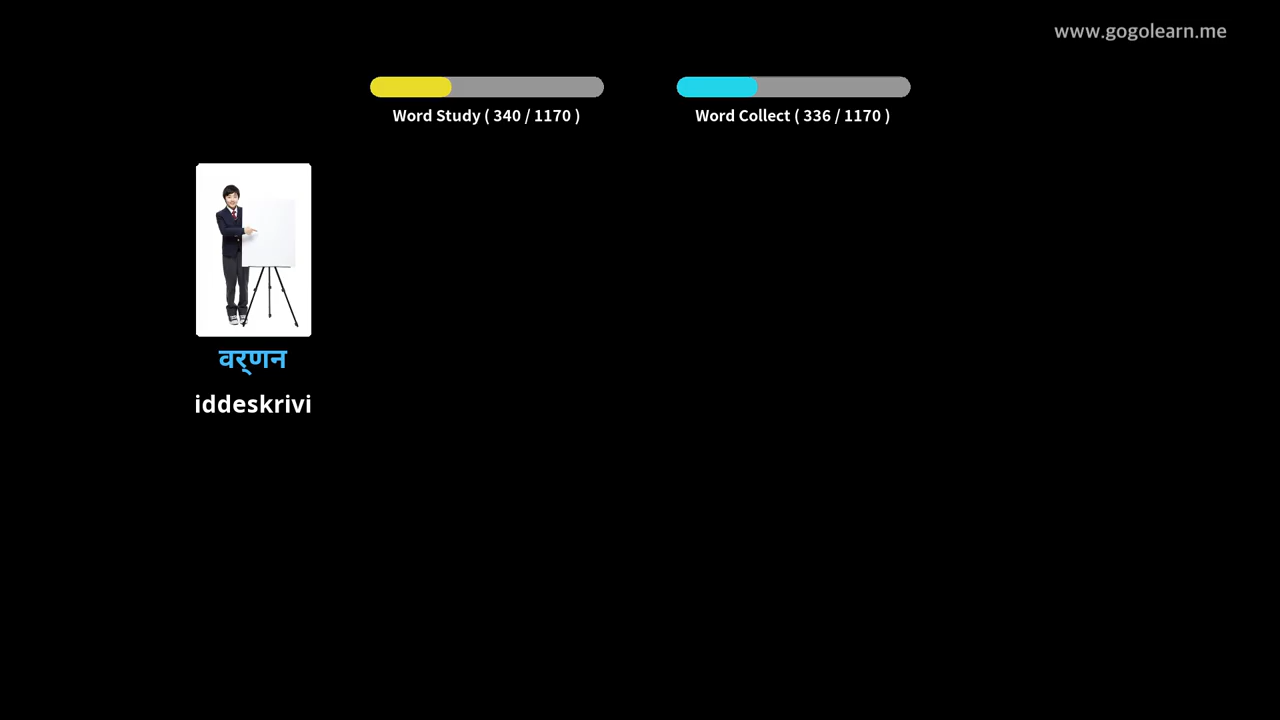 www.gogolearn.me
Word Study ( 340 / 1170 )
Word Collect ( 336 / 1170 )
वर्णन
iddeskrivi